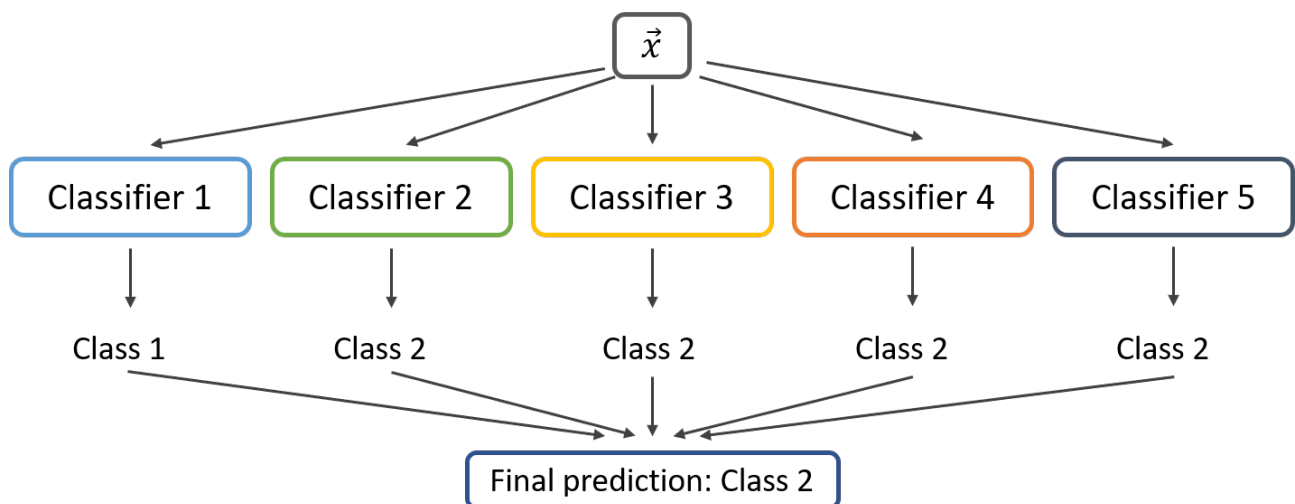 x⃗
Classifier 1 Classifier 2 Classifier 3 Classifier 4 Classifier 5
Class 1 Class 2 Class 2 Class 2 Class 2
Final prediction: Class 2